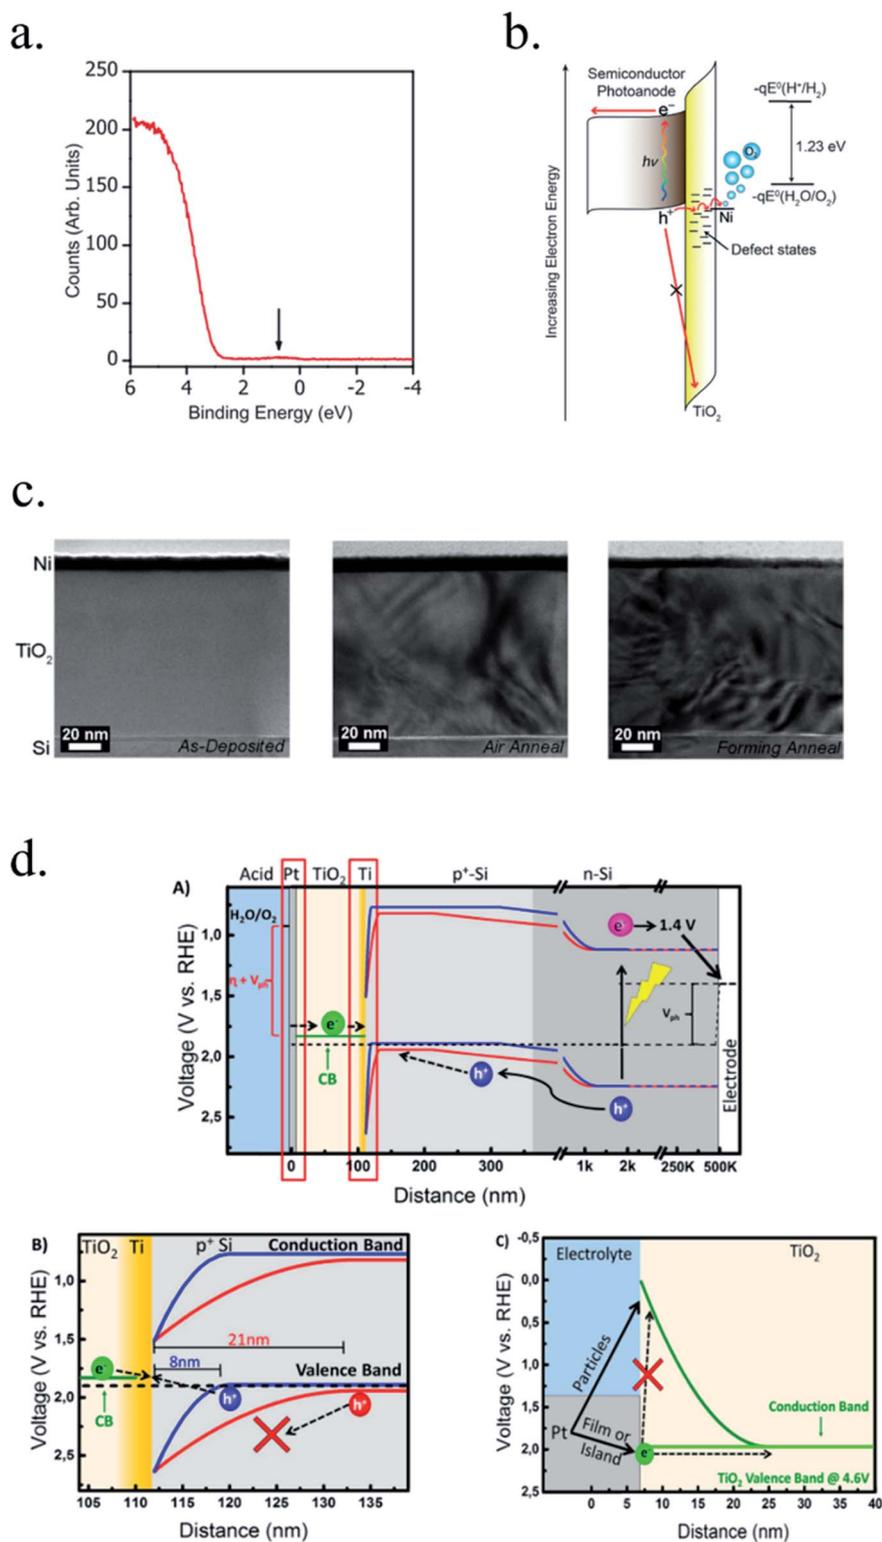 a.
250
200
150
100
50
0
Counts (Arb. Units)
6 4 2 0 -2 -4
Binding Energy (eV)
b.
Increasing Electron Energy
Semiconductor
Photoanode
e⁻
hν
h⁺
-qE⁰(H⁺/H₂)
1.23 eV
-qE⁰(H₂O/O₂)
O₂
Ni
Defect states
TiO₂
c.
Ni
TiO₂
Si
20 nm
As-Deposited
20 nm
Air Anneal
20 nm
Forming Anneal
d.
A)
Acid Pt TiO₂ Ti p⁺-Si n-Si
H₂O/O₂
η + Vₚₕ
Voltage (V vs. RHE)
1,0
1,5
2,0
2,5
e⁻
CB
h⁺
h⁺
e⁻
1.4 V
Vₚₕ
Electrode
0 100 200 300 1k 2k 250K 500K
Distance (nm)
B)
TiO₂ Ti p⁺ Si
Conduction Band
Voltage (V vs. RHE)
1,0
1,5
2,0
2,5
21nm
8nm
Valence Band
e⁻
CB
h⁺
h⁺
105 110 115 120 125 130 135
Distance (nm)
C)
Electrolyte TiO₂
Voltage (V vs. RHE)
-0,5
0,0
0,5
1,0
1,5
2,0
2,5
Particles
Pt
Film or
Island
e⁻
Conduction Band
TiO₂ Valence Band @ 4.6V
0 5 10 15 20 25 30 35 40
Distance (nm)